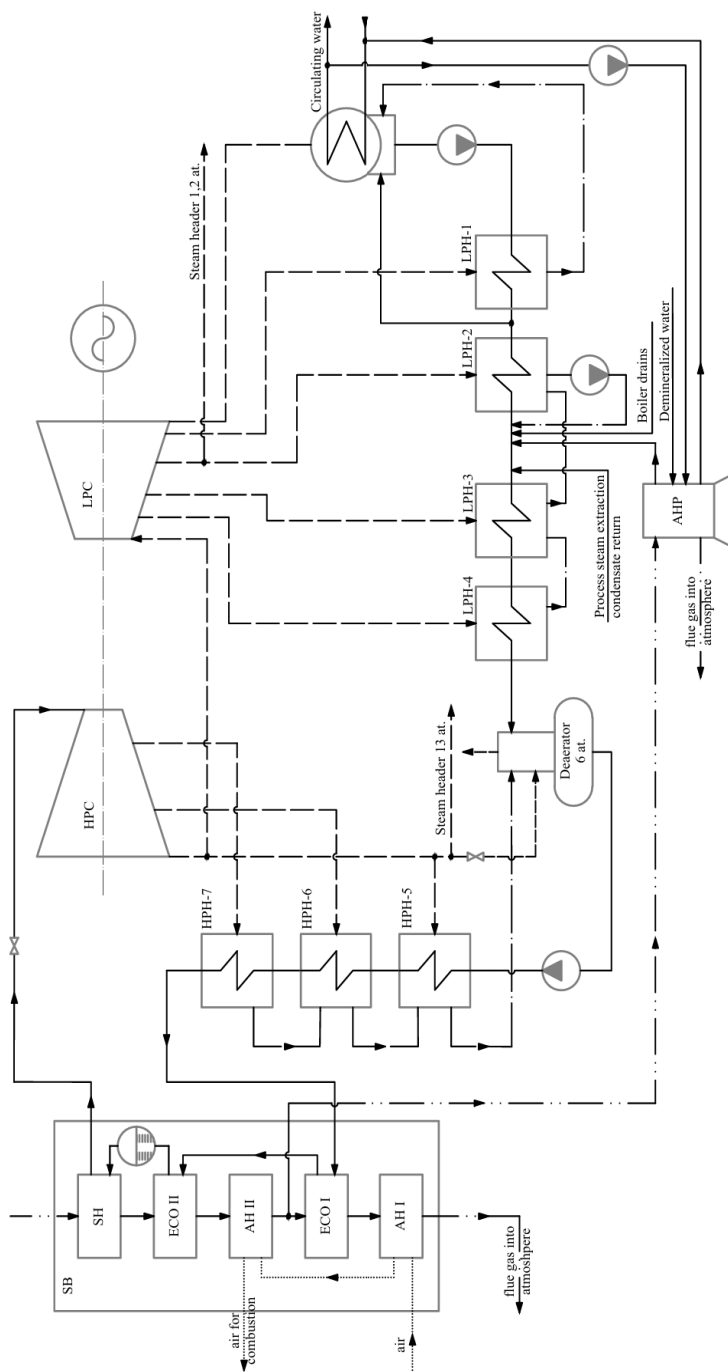 Circulating water
Steam header 1,2 at.
LPC
HPC
LPH-1
LPH-2
LPH-3
LPH-4
Boiler drains
Demineralized water
Process steam extraction
condensate return
AHP
flue gas into
atmosphere
Steam header 13 at.
Deaerator
6 at.
HPH-7
HPH-6
HPH-5
SB
SH
ECO II
AH II
ECO I
AH I
air for
combustion
air
flue gas into
atmoshpere